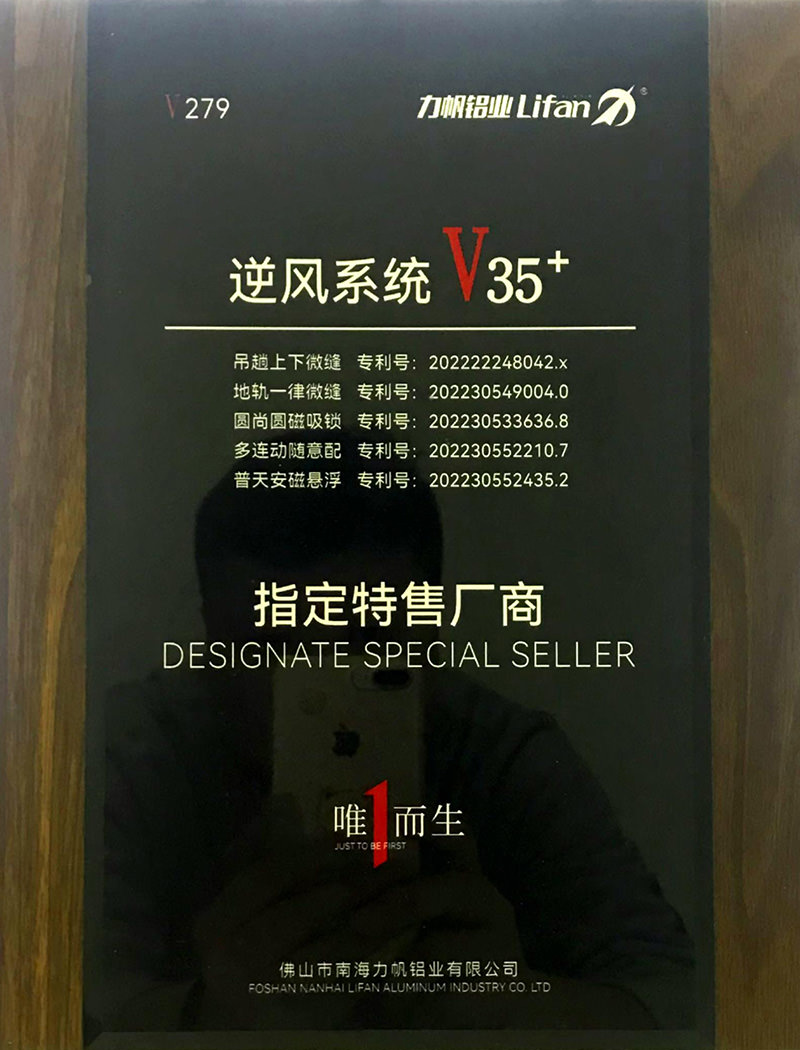 V279
力帆铝业 Lifan ®
逆风系统 V35+
吊趟上下微缝 专利号：202222248042.x
地轨一律微缝 专利号：202230549004.0
圆尚圆磁吸锁 专利号：202230533636.8
多连动随意配 专利号：202230552210.7
普天安磁悬浮 专利号：202230552435.2
指定特售厂商
DESIGNATE SPECIAL SELLER
唯1而生
JUST TO BE FIRST
佛山市南海力帆铝业有限公司
FOSHAN NANHAI LIFAN ALUMINUM INDUSTRY CO. LTD